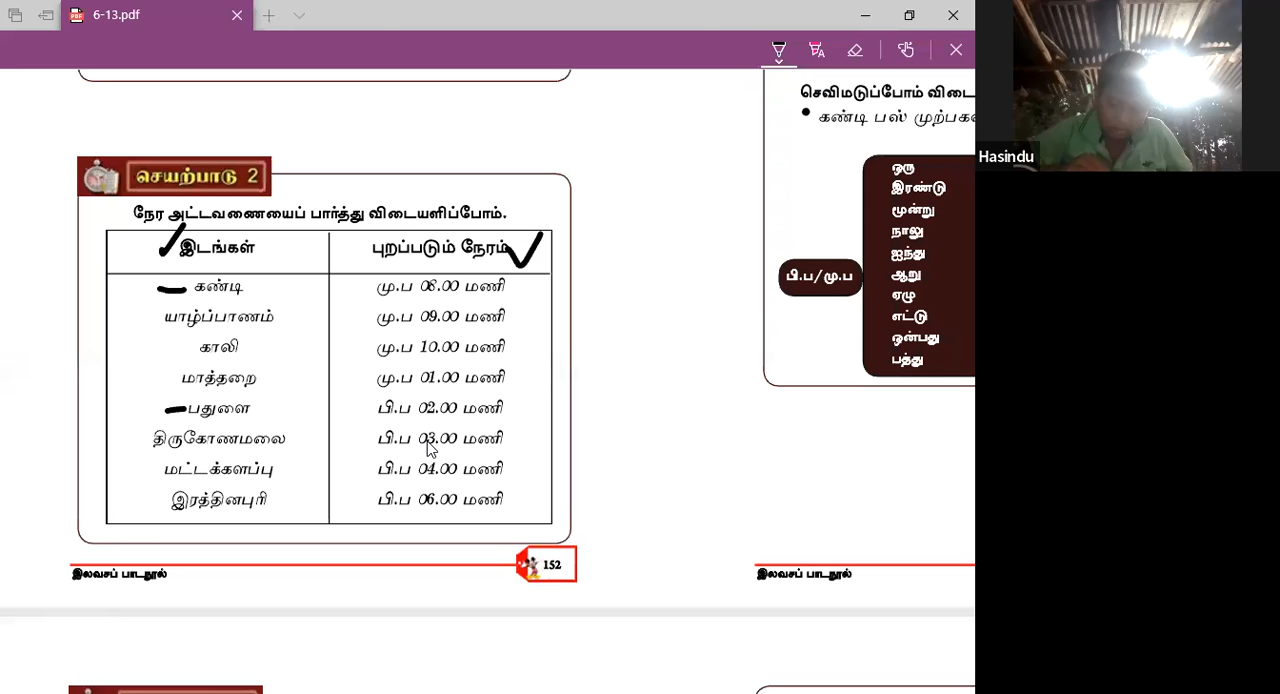 6-13.pdf
செயற்பாடு 2
நேர அட்டவணையைப் பார்த்து விடையளிப்போம்.
இடங்கள் புறப்படும் நேரம்
கண்டி மு.ப 08.00 மணி
யாழ்ப்பாணம் மு.ப 09.00 மணி
காலி மு.ப 10.00 மணி
மாத்தறை மு.ப 01.00 மணி
பதுளை பி.ப 02.00 மணி
திருகோணமலை பி.ப 03.00 மணி
மட்டக்களப்பு பி.ப 04.00 மணி
இரத்தினபுரி பி.ப 06.00 மணி
இலவசப் பாடநூல்
152
செவிமடுப்போம் விடை
கண்டி பஸ் முற்பக
பி.ப/மு.ப
ஒரு
இரண்டு
மூன்று
நாலு
ஐந்து
ஆறு
ஏழு
எட்டு
ஒன்பது
பத்து
இலவசப் பாடநூல்
Hasindu